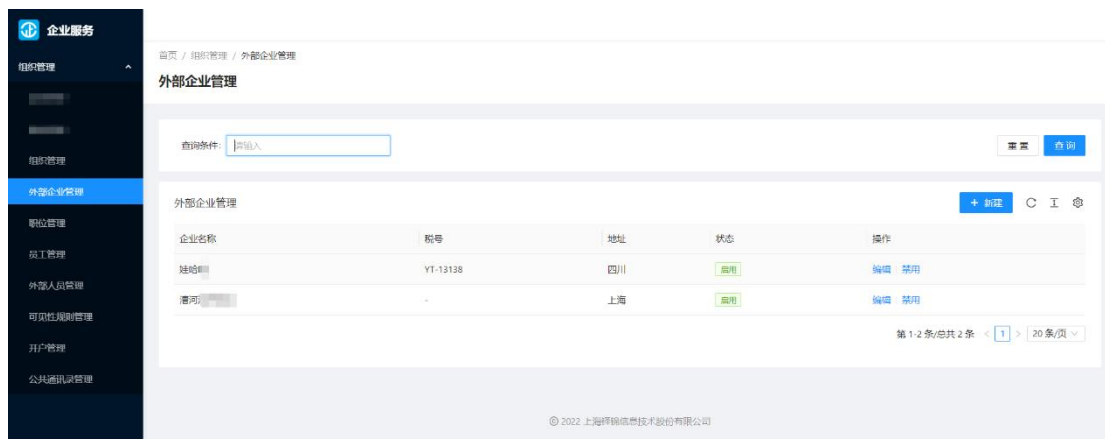 企业服务
首页 / 组织管理 / 外部企业管理
组织管理
外部企业管理
查询条件: 请输入 重置 查询
组织管理
外部企业管理
职位管理
员工管理
外部人员管理
可见性规则管理
开户管理
公共通讯录管理
外部企业管理 + 新建
企业名称 税号 地址 状态 操作
娃哈 YT-13138 四川 启用 编辑 禁用
漕河 - 上海 启用 编辑 禁用
第 1-2 条/总共 2 条 < 1 > 20 条/页
© 2022 上海铎锦信息技术股份有限公司